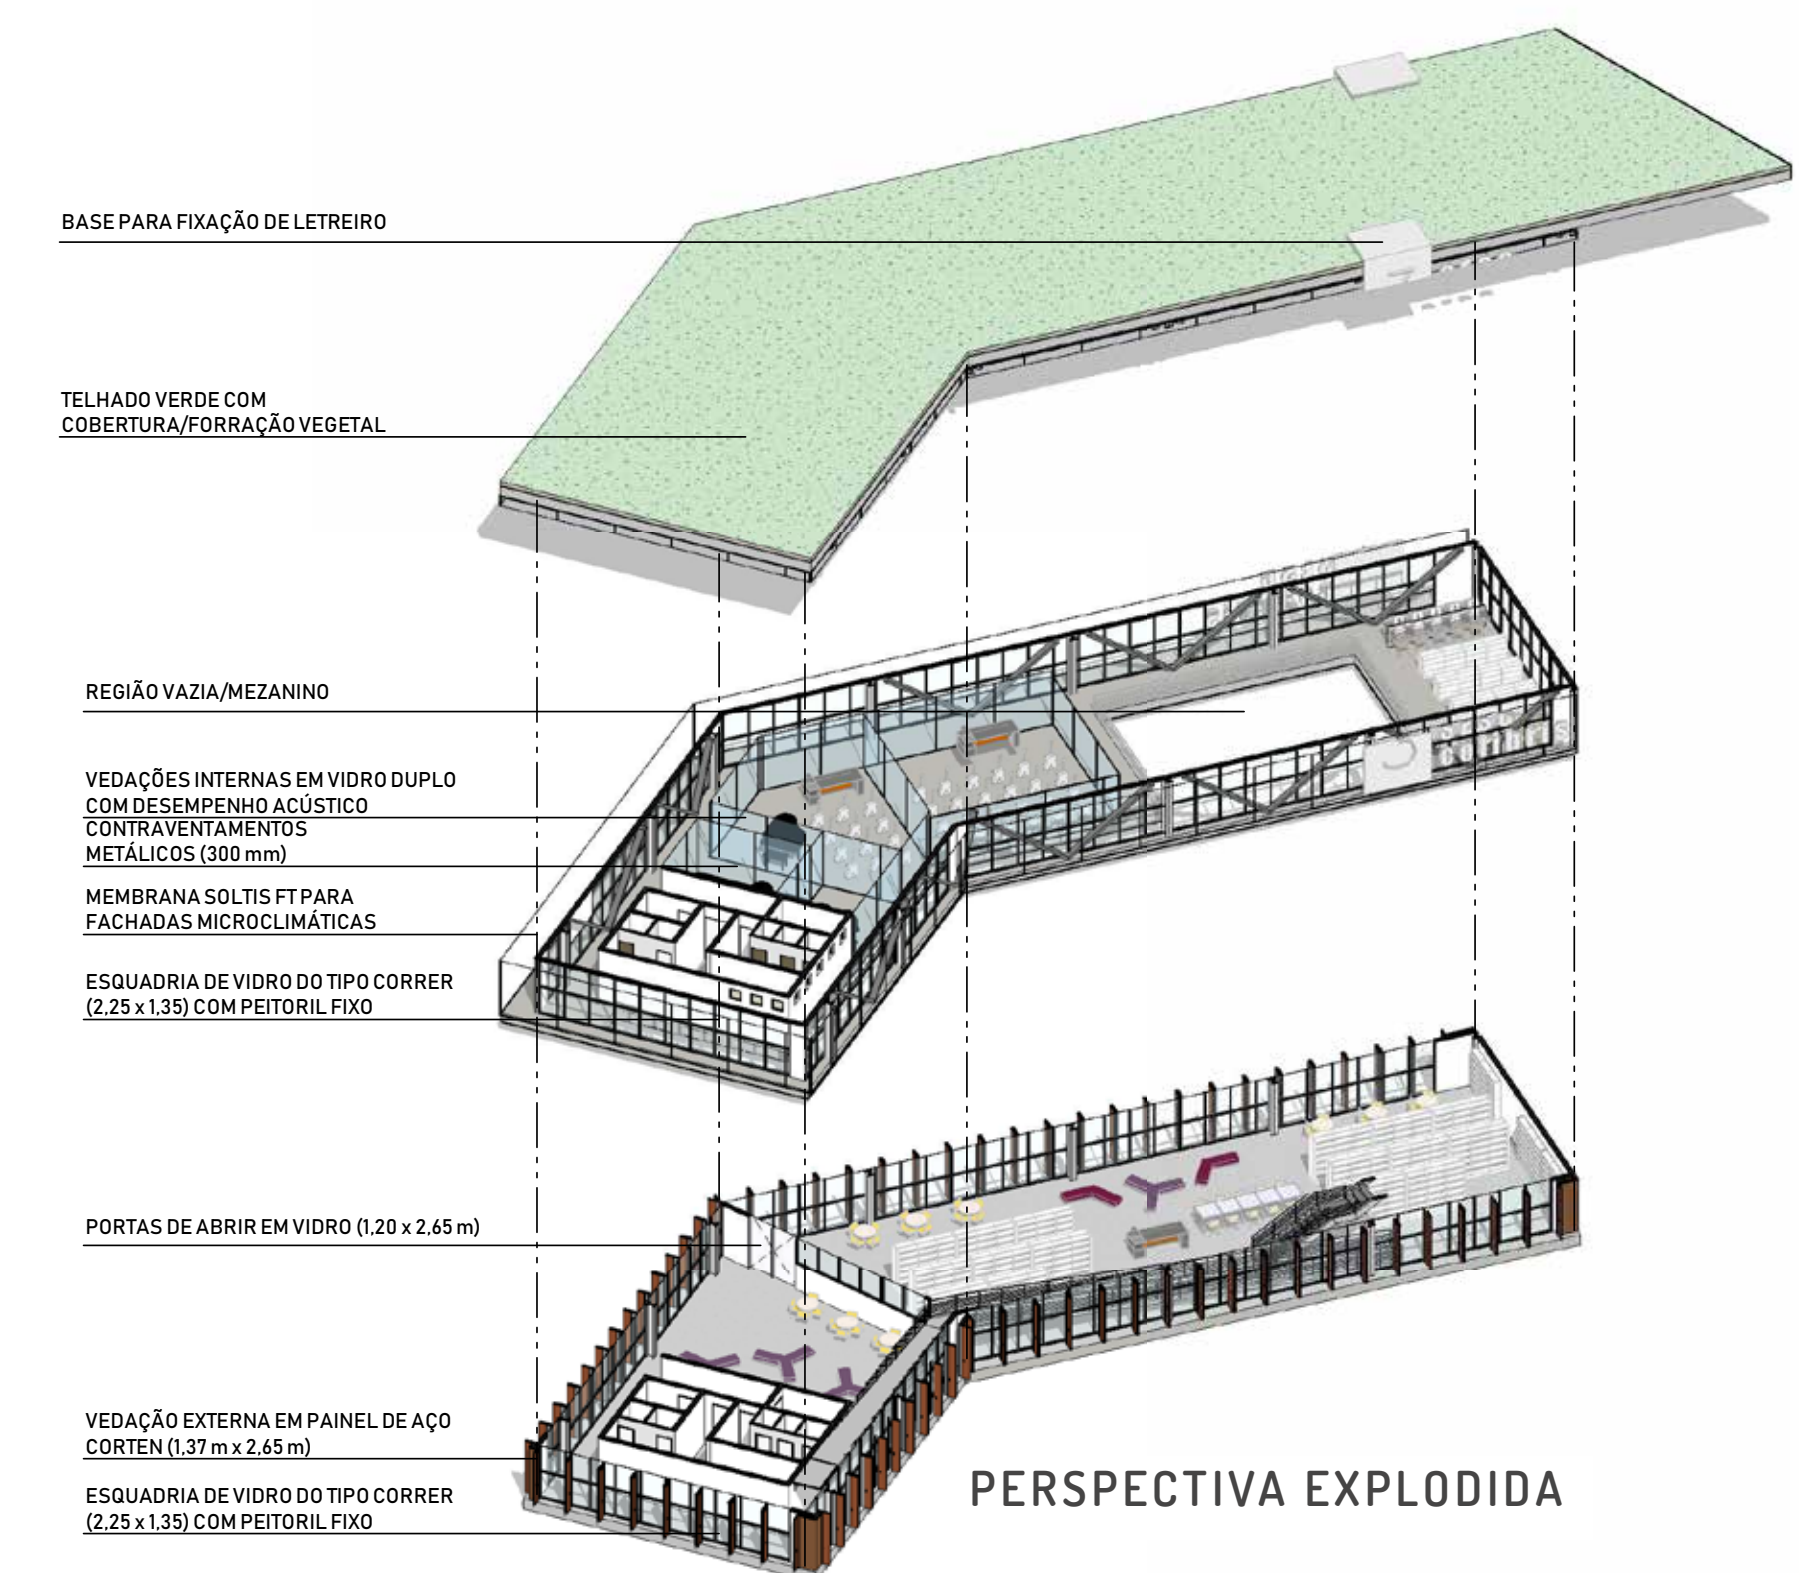 BASE PARA FIXAÇÃO DE LETREIRO
TELHADO VERDE COM
COBERTURA/FORRAÇÃO VEGETAL
REGIÃO VAZIA/MEZANINO
VEDAÇÕES INTERNAS EM VIDRO DUPLO
COM DESEMPENHO ACÚSTICO
CONTRAVENTAMENTOS
METÁLICOS (300 mm)
MEMBRANA SOLTIS FT PARA
FACHADAS MICROCLIMÁTICAS
ESQUADRIA DE VIDRO DO TIPO CORRER
(2,25 x 1,35) COM PEITORIL FIXO
PORTAS DE ABRIR EM VIDRO (1,20 x 2,65 m)
VEDAÇÃO EXTERNA EM PAINEL DE AÇO
CORTEN (1,37 m x 2,65 m)
ESQUADRIA DE VIDRO DO TIPO CORRER
(2,25 x 1,35) COM PEITORIL FIXO
PERSPECTIVA EXPLODIDA